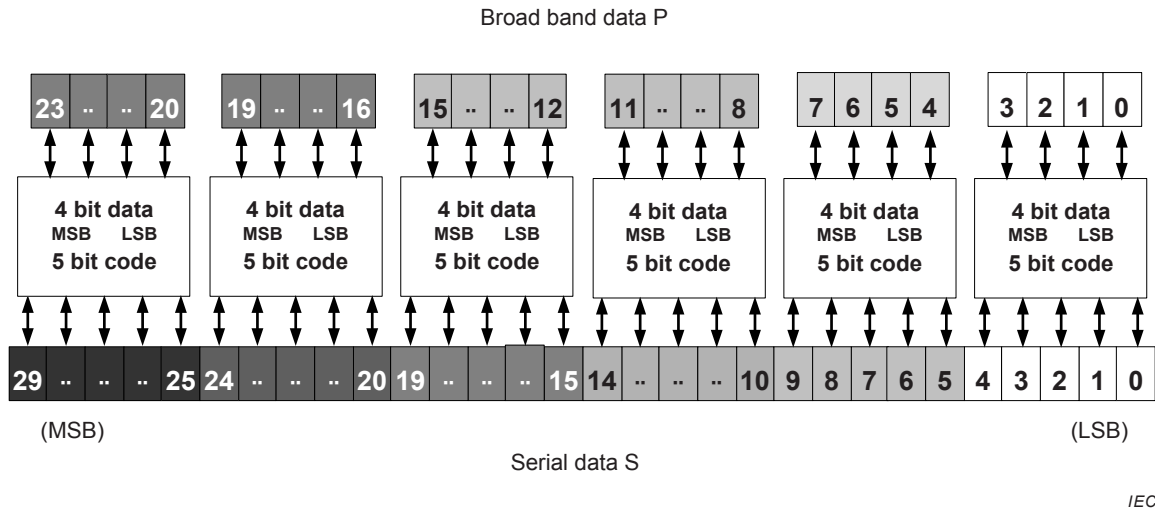 Broad band data P
23 .. .. 20 19 .. .. 16 15 .. .. 12 11 .. .. 8 7 6 5 4 3 2 1 0
4 bit data 4 bit data 4 bit data 4 bit data 4 bit data 4 bit data
MSB LSB MSB LSB MSB LSB MSB LSB MSB LSB MSB LSB
5 bit code 5 bit code 5 bit code 5 bit code 5 bit code 5 bit code
29 .. .. .. 25 24 .. .. .. 20 19 .. .. .. 15 14 .. .. .. 10 9 8 7 6 5 4 3 2 1 0
(MSB) (LSB)
Serial data S
IEC